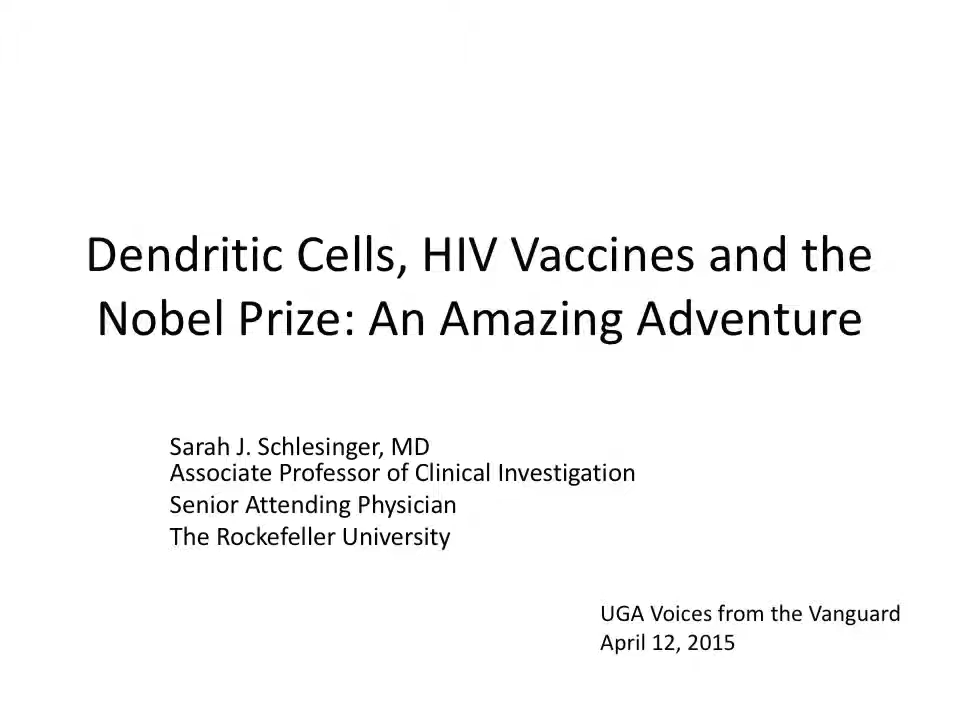 Dendritic Cells, HIV Vaccines and the
Nobel Prize: An Amazing Adventure
Sarah J. Schlesinger, MD
Associate Professor of Clinical Investigation
Senior Attending Physician
The Rockefeller University
UGA Voices from the Vanguard
April 12, 2015